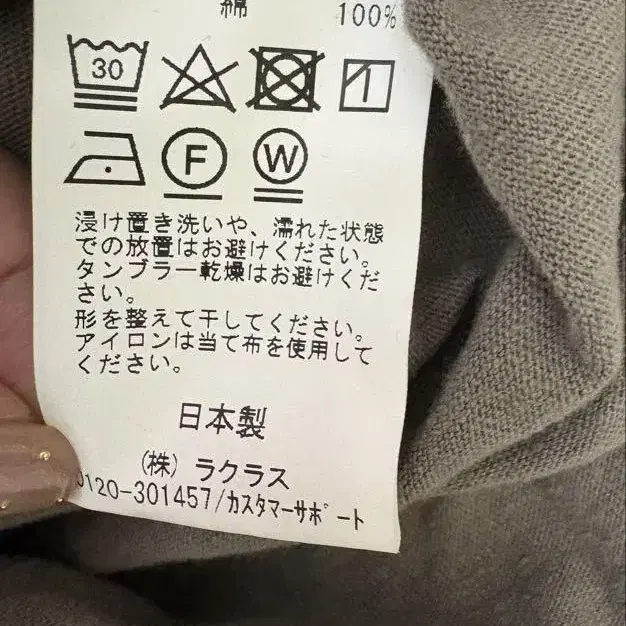 綿 100%
30
F W
浸け置き洗いや、濡れた状態
での放置はお避けください。
タンブラー乾燥はお避けくだ
さい。
形を整えて干してください。
アイロンは当て布を使用して
ください。
日本製
(株) ラクラス
0120-301457/カスタマーサポート